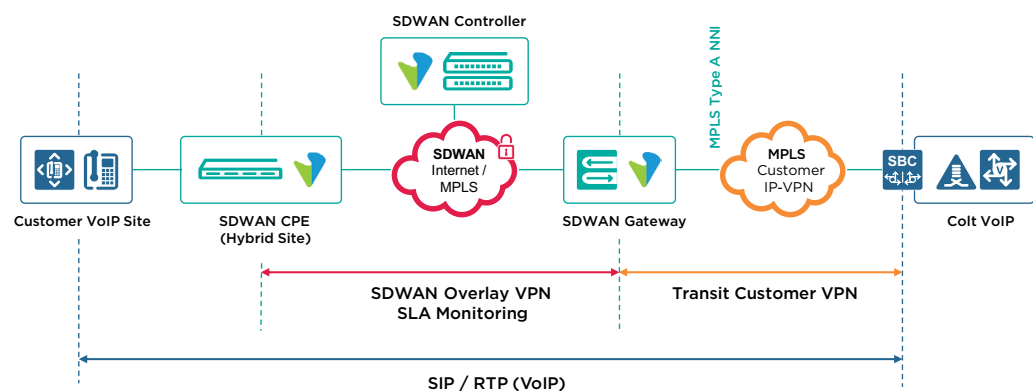 SDWAN Controller
MPLS Type A NNI
SDWAN
Internet /
MPLS
MPLS
Customer
IP-VPN
SBC
Customer VoIP Site
SDWAN CPE
(Hybrid Site)
SDWAN Gateway
Colt VoIP
SDWAN Overlay VPN
SLA Monitoring
Transit Customer VPN
SIP / RTP (VoIP)